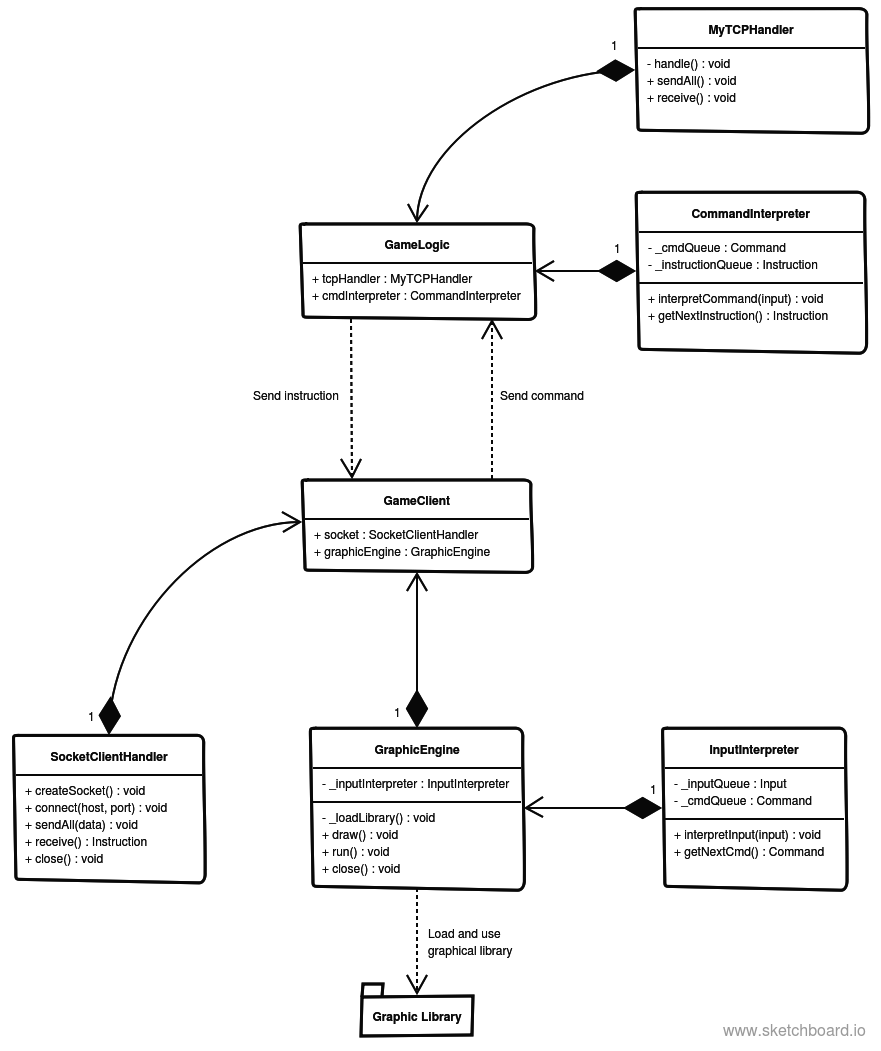 MyTCPHandler
- handle() : void
+ sendAll() : void
+ receive() : void
1
GameLogic
+ tcpHandler : MyTCPHandler
+ cmdInterpreter : CommandInterpreter
1
CommandInterpreter
- _cmdQueue : Command
- _instructionQueue : Instruction
+ interpretCommand(input) : void
+ getNextInstruction() : Instruction
Send instruction
Send command
GameClient
+ socket : SocketClientHandler
+ graphicEngine : GraphicEngine
1
SocketClientHandler
+ createSocket() : void
+ connect(host, port) : void
+ sendAll(data) : void
+ receive() : Instruction
+ close() : void
1
GraphicEngine
- _inputInterpreter : InputInterpreter
- _loadLibrary() : void
+ draw() : void
+ run() : void
+ close() : void
1
InputInterpreter
- _inputQueue : Input
- _cmdQueue : Command
+ interpretInput(input) : void
+ getNextCmd() : Command
Load and use
graphical library
Graphic Library
www.sketchboard.io